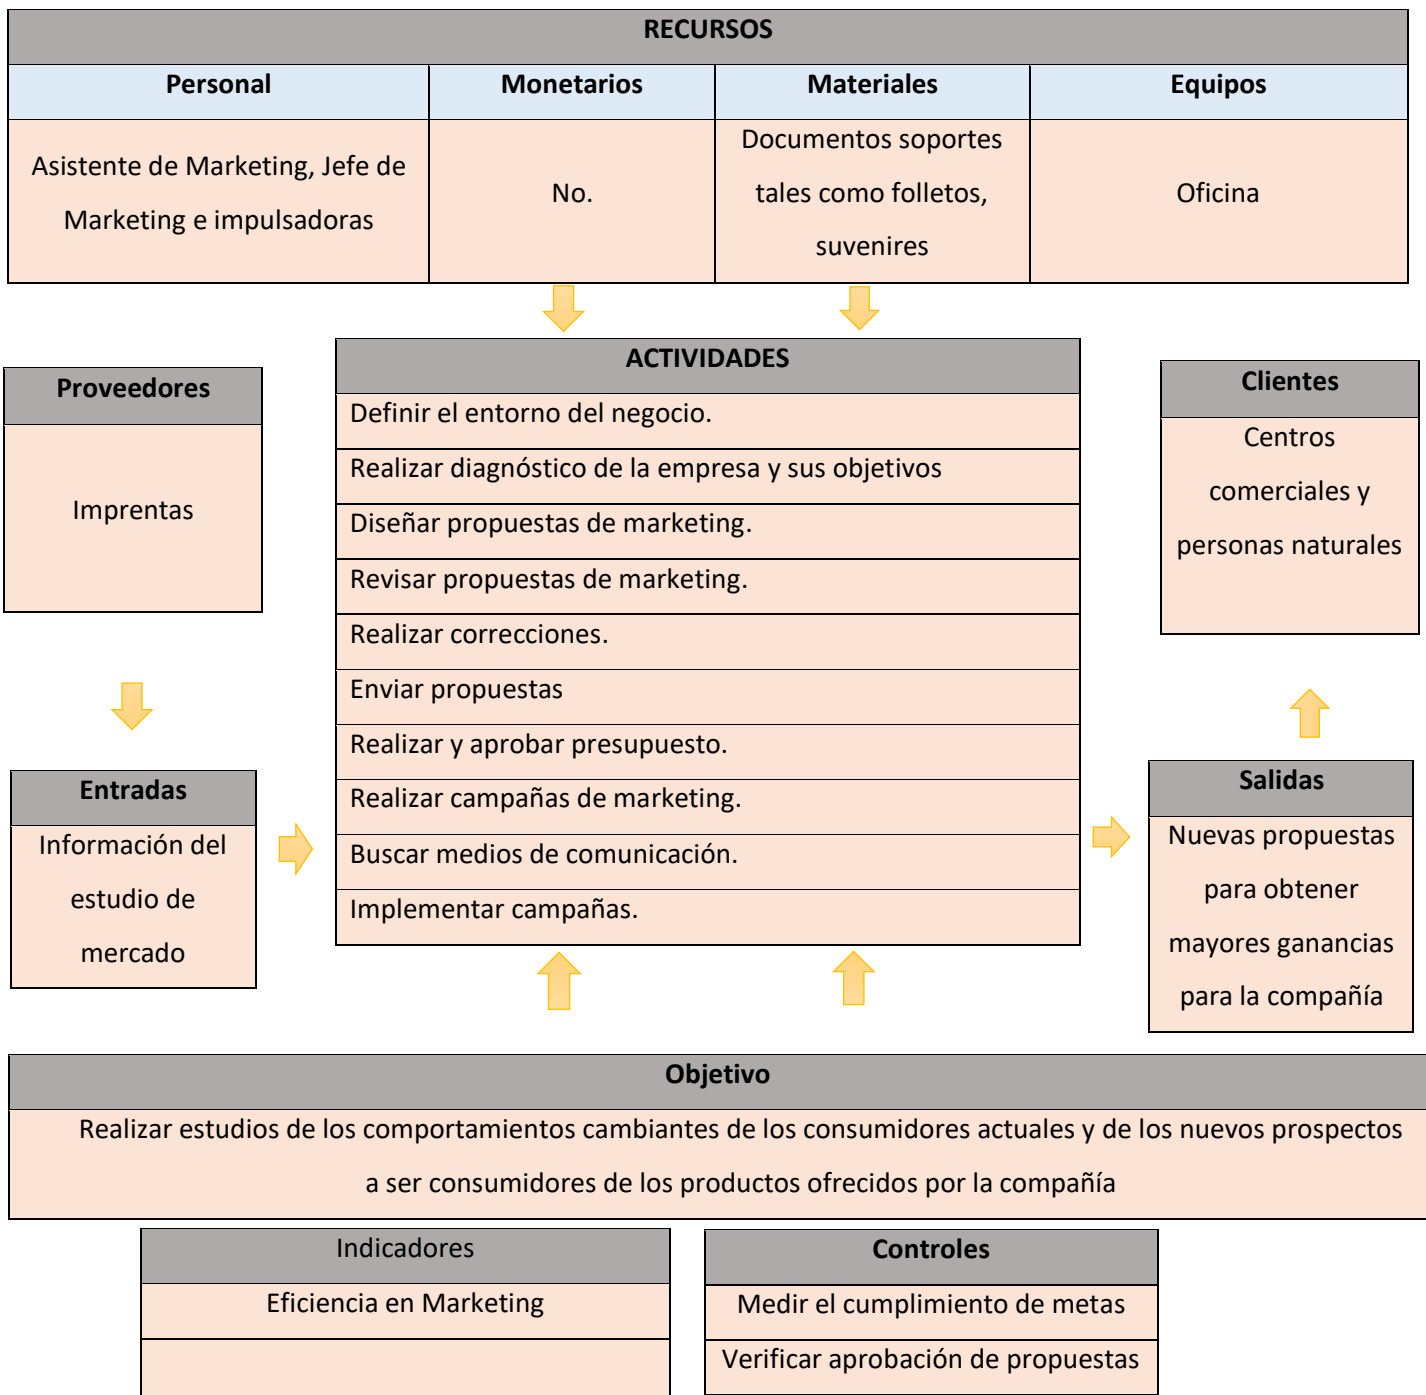 RECURSOS
Personal
Monetarios
Materiales
Equipos
Asistente de Marketing, Jefe de
Marketing e impulsadoras
No.
Documentos soportes
tales como folletos,
suvenires
Oficina
Proveedores
Imprentas
ACTIVIDADES
Definir el entorno del negocio.
Realizar diagnóstico de la empresa y sus objetivos
Diseñar propuestas de marketing.
Revisar propuestas de marketing.
Realizar correcciones.
Enviar propuestas
Realizar y aprobar presupuesto.
Realizar campañas de marketing.
Buscar medios de comunicación.
Implementar campañas.
Clientes
Centros
comerciales y
personas naturales
Entradas
Información del
estudio de
mercado
Salidas
Nuevas propuestas
para obtener
mayores ganancias
para la compañía
Objetivo
Realizar estudios de los comportamientos cambiantes de los consumidores actuales y de los nuevos prospectos
a ser consumidores de los productos ofrecidos por la compañía
Indicadores
Eficiencia en Marketing
Controles
Medir el cumplimiento de metas
Verificar aprobación de propuestas